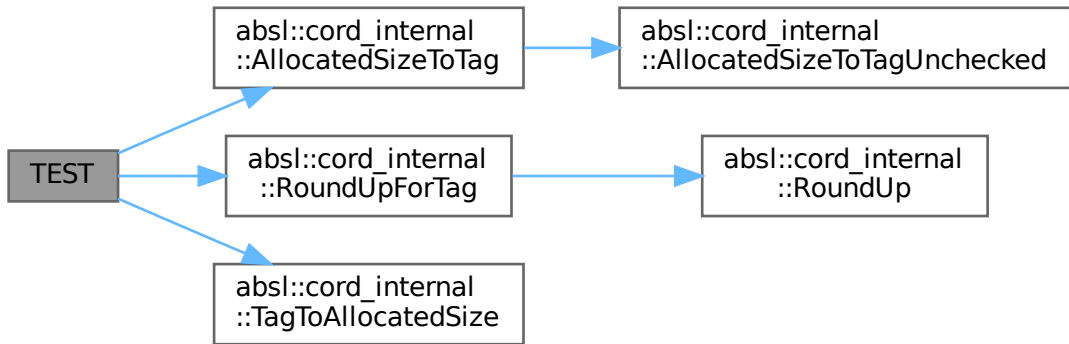 absl::cord_internal
::AllocatedSizeToTag
absl::cord_internal
::AllocatedSizeToTagUnchecked
TEST
absl::cord_internal
::RoundUpForTag
absl::cord_internal
::RoundUp
absl::cord_internal
::TagToAllocatedSize